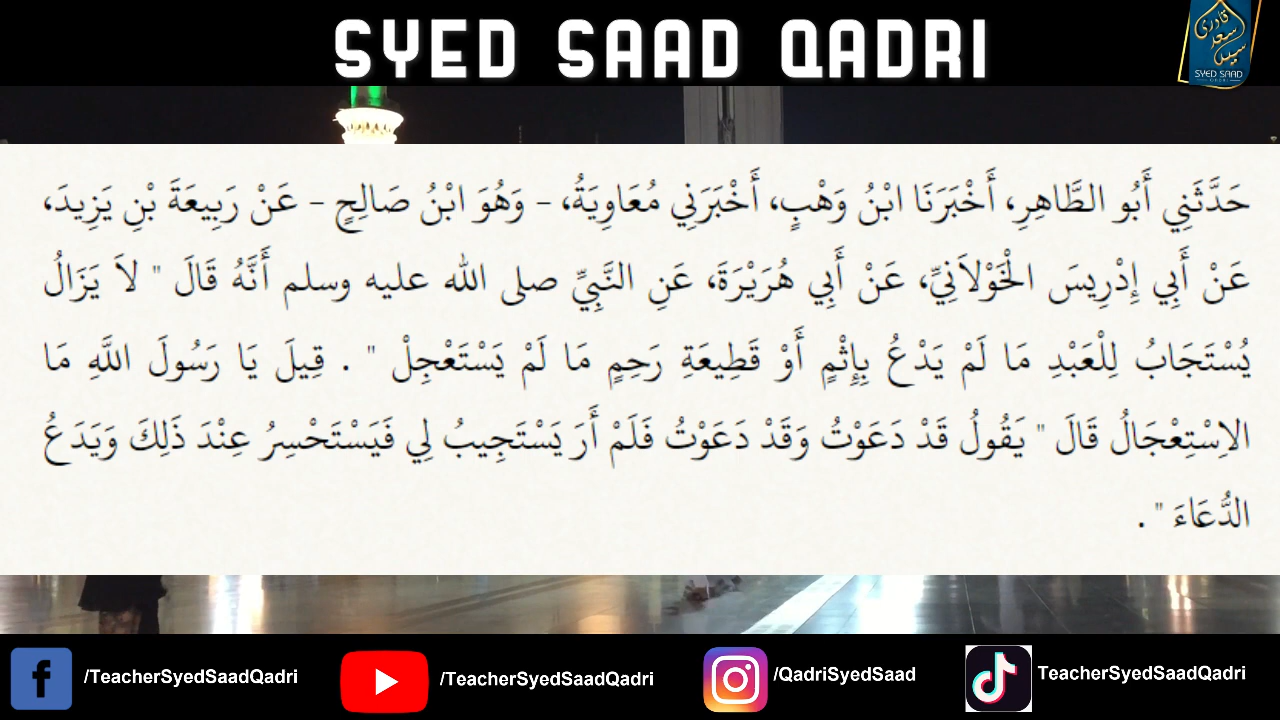 SYED SAAD QADRI
SYED SAAD
حَدَّثَنِي أَبُو الطَّاهِرِ، أَخْبَرَنَا ابْنُ وَهْبٍ، أَخْبَرَنِي مُعَاوِيَةُ، - وَهُوَ ابْنُ صَالِحٍ - عَنْ رَبِيعَةَ بْنِ يَزِيدَ،
عَنْ أَبِي إِدْرِيسَ الْخَوْلاَنِيِّ، عَنْ أَبِي هُرَيْرَةَ، عَنِ النَّبِيِّ صلى الله عليه وسلم أَنَّهُ قَالَ " لاَ يَزَالُ
يُسْتَجَابُ لِلْعَبْدِ مَا لَمْ يَدْعُ بِإِثْمٍ أَوْ قَطِيعَةِ رَحِمٍ مَا لَمْ يَسْتَعْجِلْ " . قِيلَ يَا رَسُولَ اللَّهِ مَا
الاِسْتِعْجَالُ قَالَ " يَقُولُ قَدْ دَعَوْتُ وَقَدْ دَعَوْتُ فَلَمْ أَرَ يَسْتَجِيبُ لِي فَيَسْتَحْسِرُ عِنْدَ ذَلِكَ وَيَدَعُ
الدُّعَاءَ " .
/TeacherSyedSaadQadri
/TeacherSyedSaadQadri
/QadriSyedSaad
TeacherSyedSaadQadri